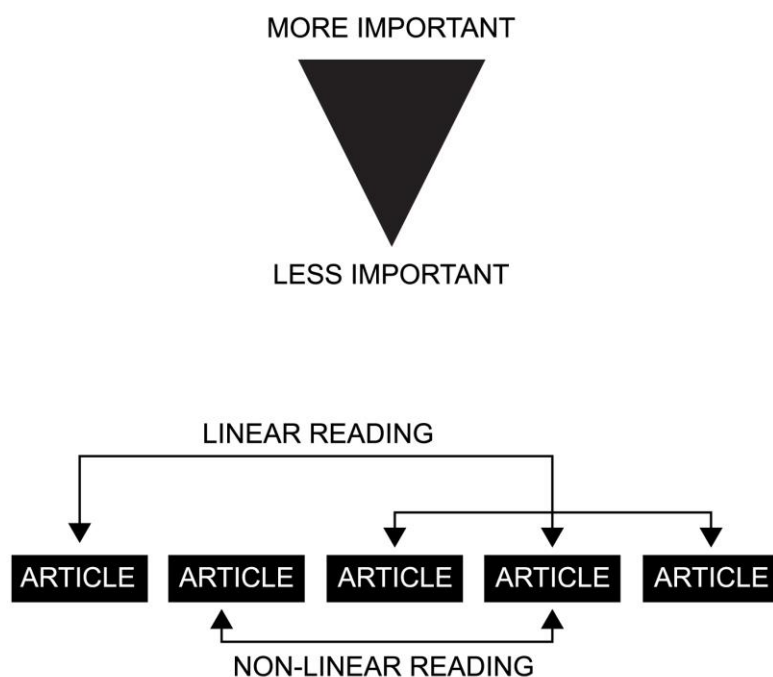 MORE IMPORTANT
LESS IMPORTANT
LINEAR READING
ARTICLE ARTICLE ARTICLE ARTICLE ARTICLE
NON-LINEAR READING